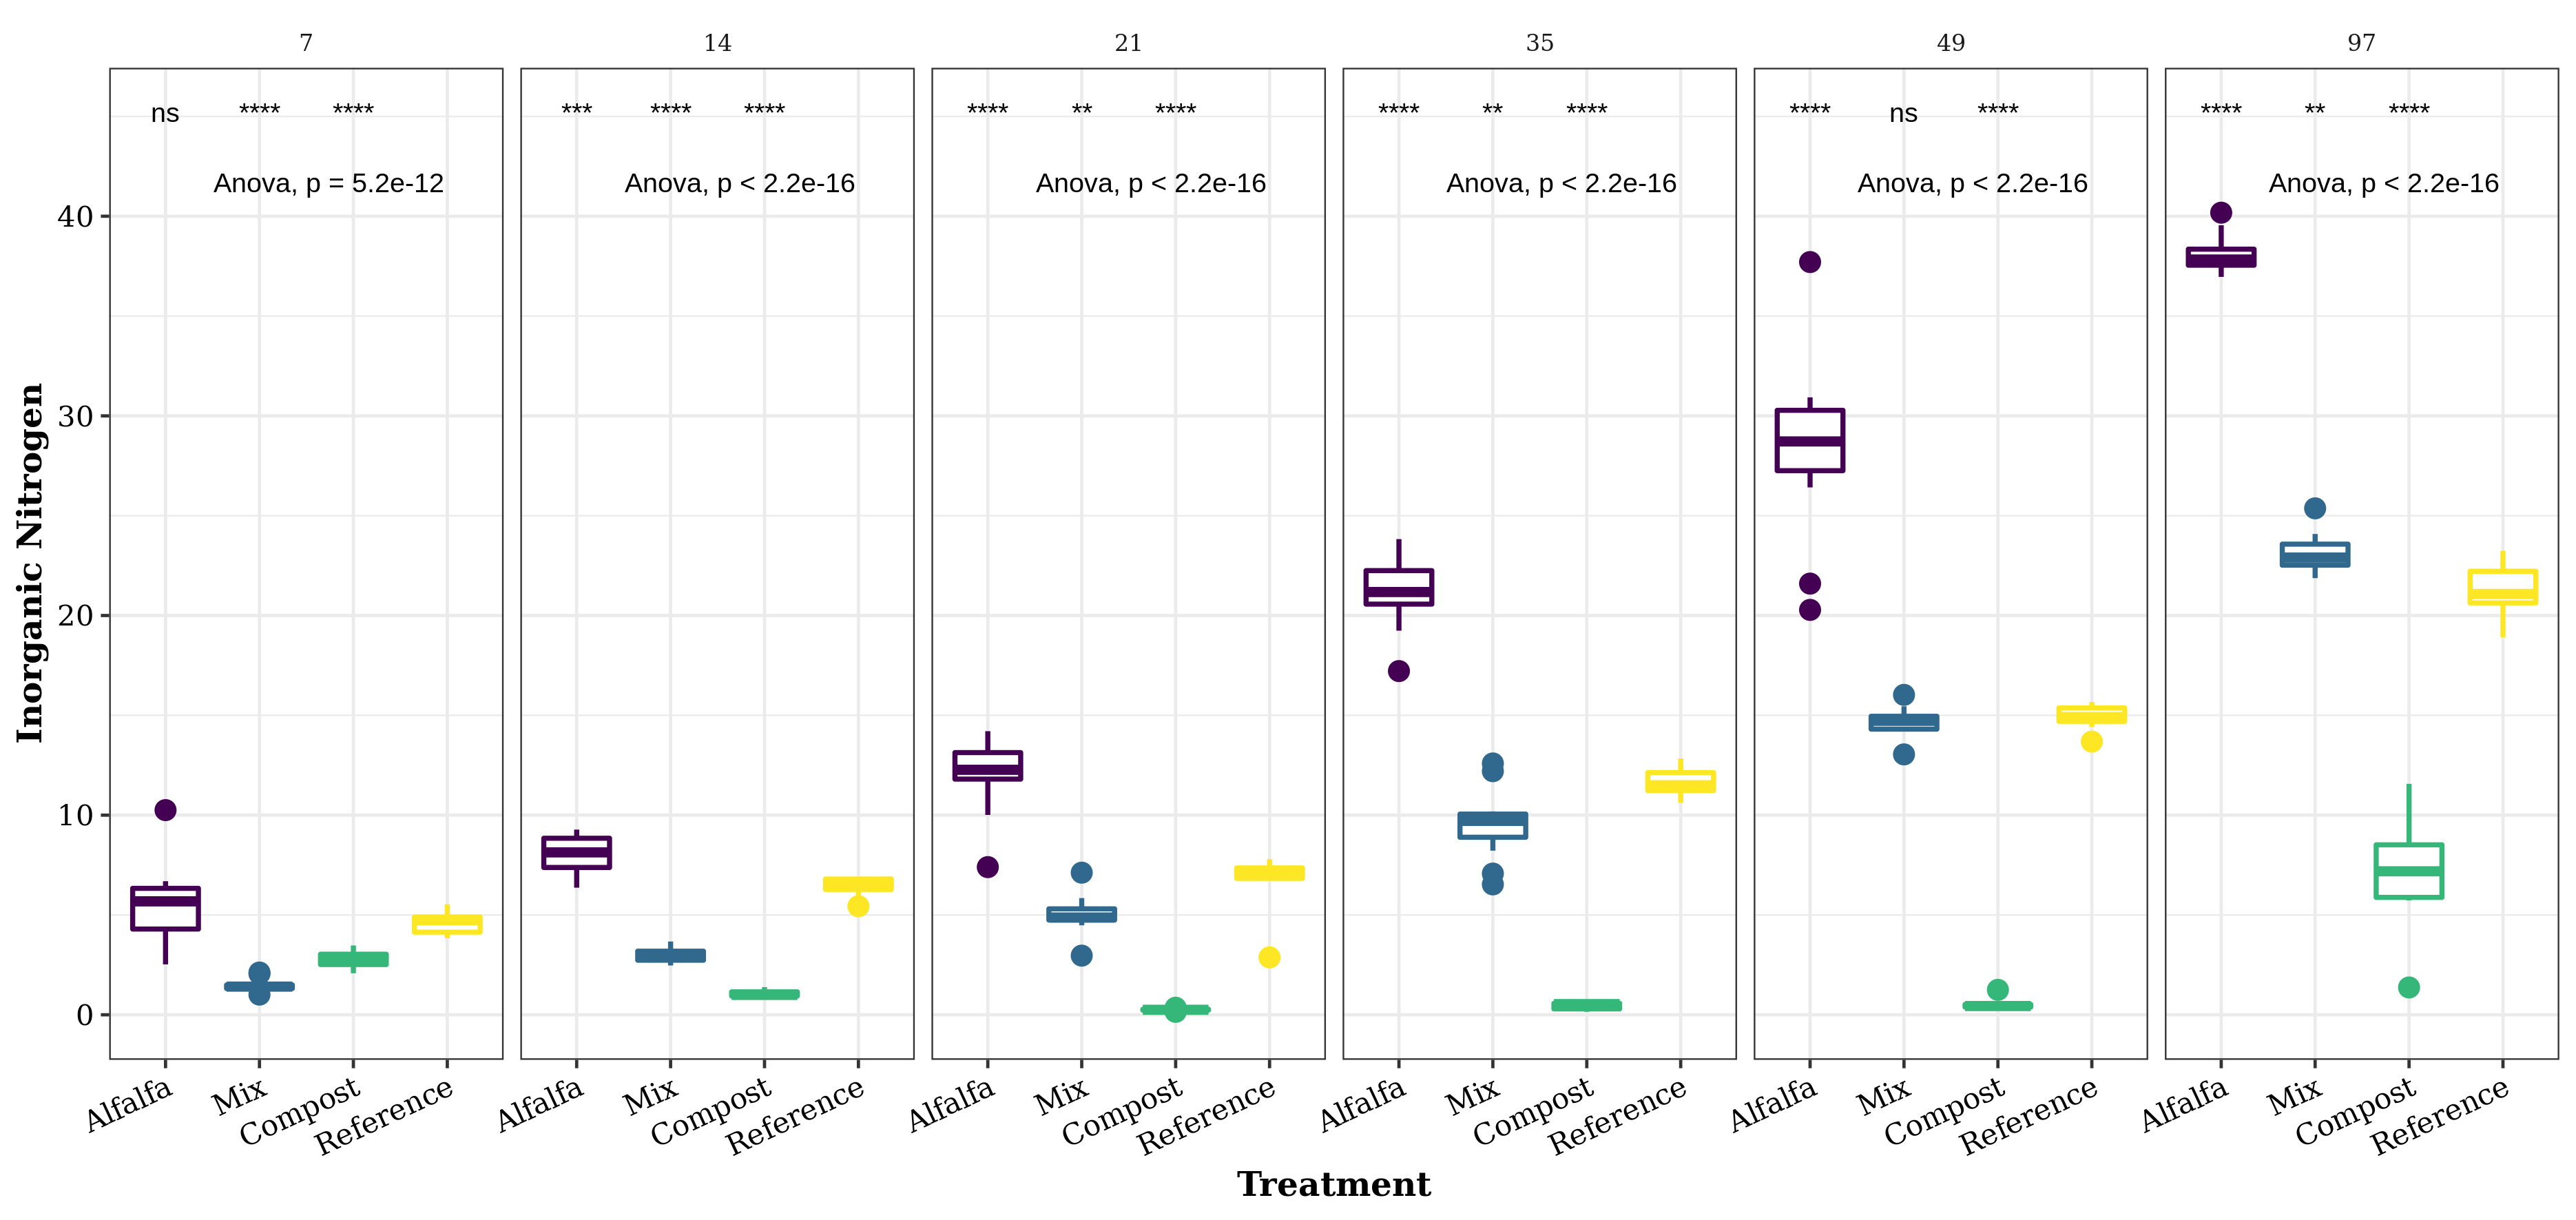 7 14 21 35 49 97
ns **** **** *** **** **** **** ** **** **** ** **** **** ns **** **** ** ****
Anova, p = 5.2e-12 Anova, p < 2.2e-16 Anova, p < 2.2e-16 Anova, p < 2.2e-16 Anova, p < 2.2e-16 Anova, p < 2.2e-16
40
30
20
10
0
Inorganic Nitrogen
Alfalfa Mix Compost Reference Alfalfa Mix Compost Reference Alfalfa Mix Compost Reference Alfalfa Mix Compost Reference Alfalfa Mix Compost Reference Alfalfa Mix Compost Reference
Treatment